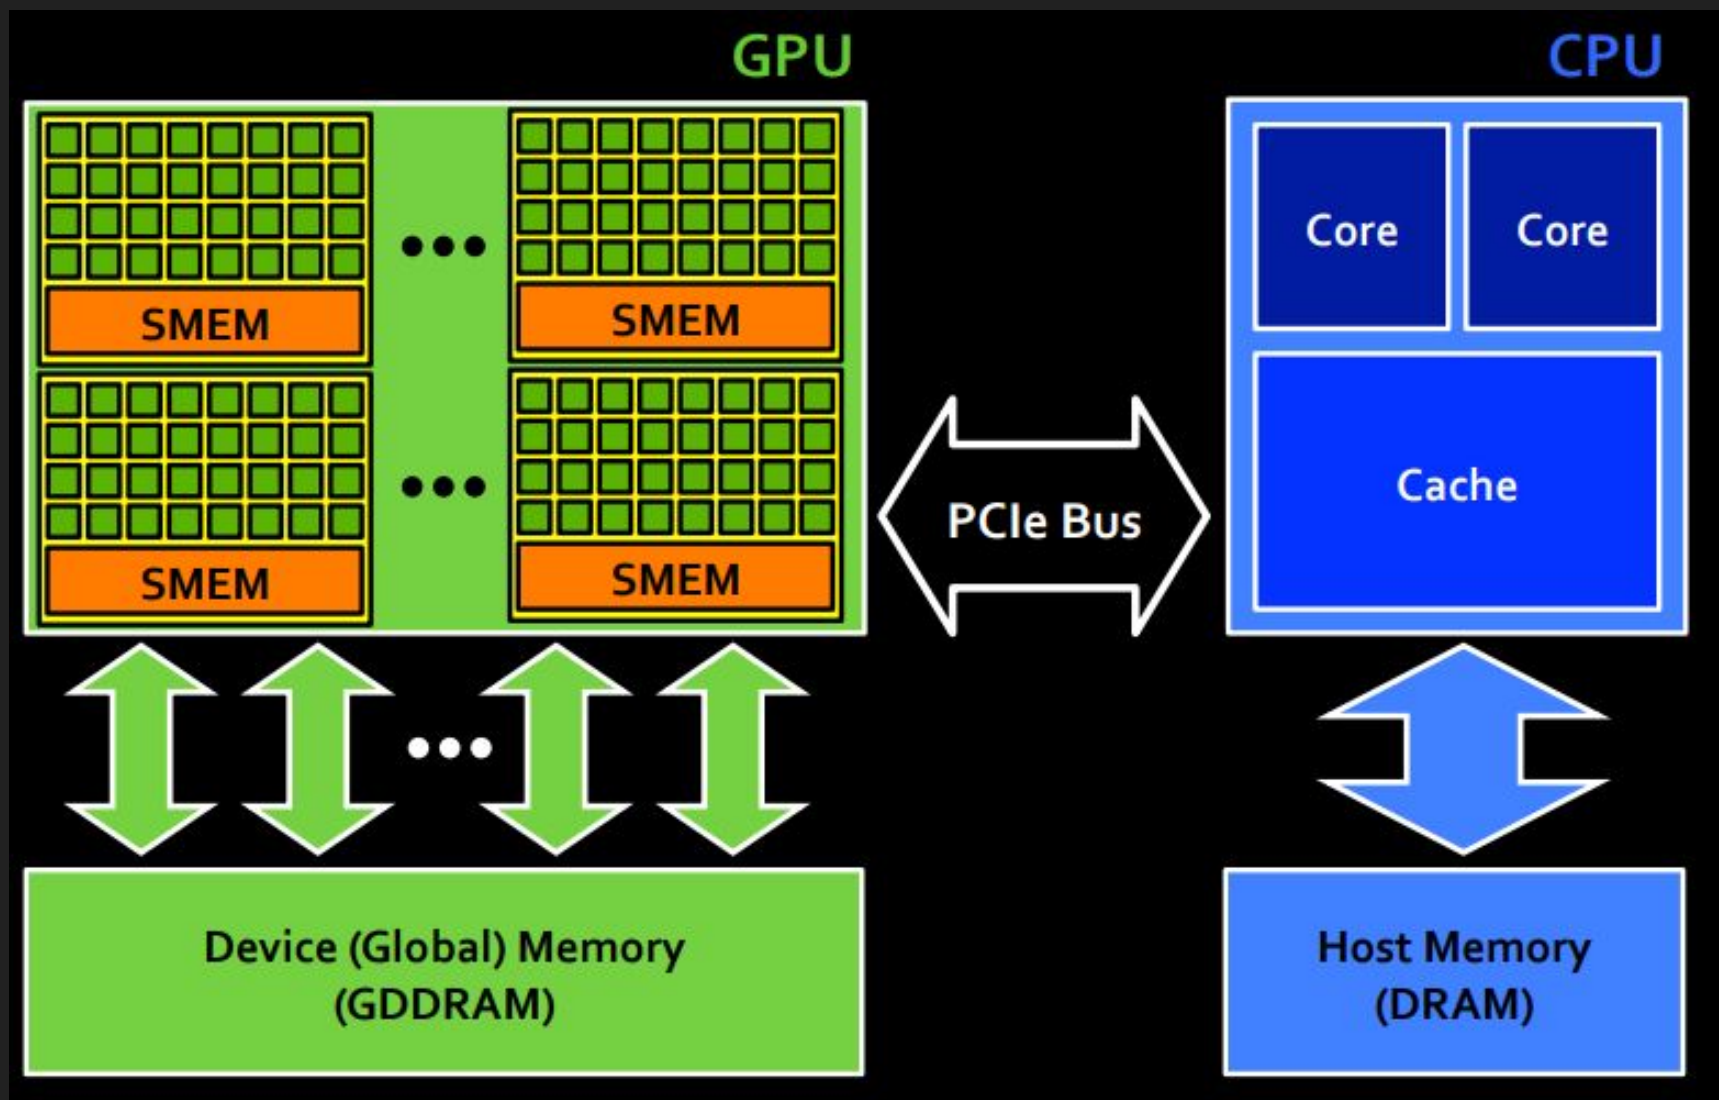 GPU
CPU
SMEM
SMEM
Core
Core
SMEM
SMEM
PCIe Bus
Cache
Device (Global) Memory
(GDDRAM)
Host Memory
(DRAM)